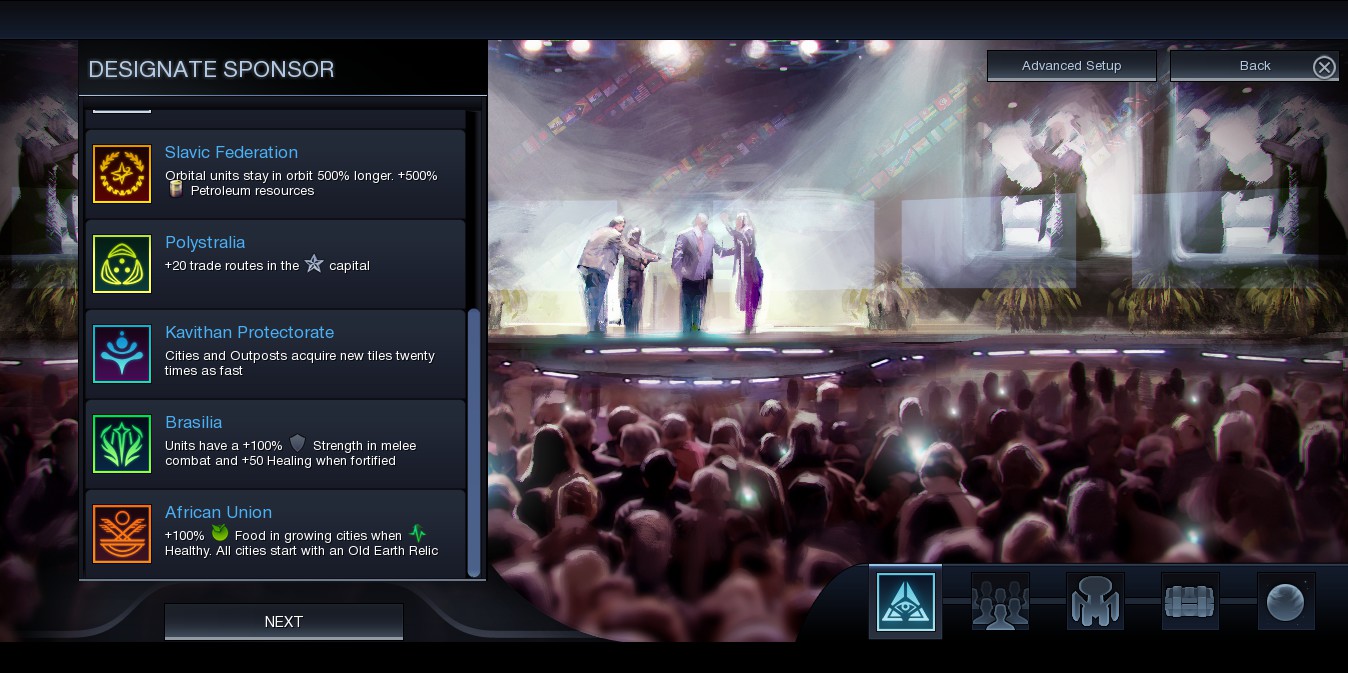 DESIGNATE SPONSOR
Advanced Setup
Back
Slavic Federation
Orbital units stay in orbit 500% longer. +500%
Petroleum resources
Polystralia
+20 trade routes in the capital
Kavithan Protectorate
Cities and Outposts acquire new tiles twenty
times as fast
Brasilia
Units have a +100% Strength in melee
combat and +50 Healing when fortified
African Union
+100% Food in growing cities when
Healthy. All cities start with an Old Earth Relic
NEXT